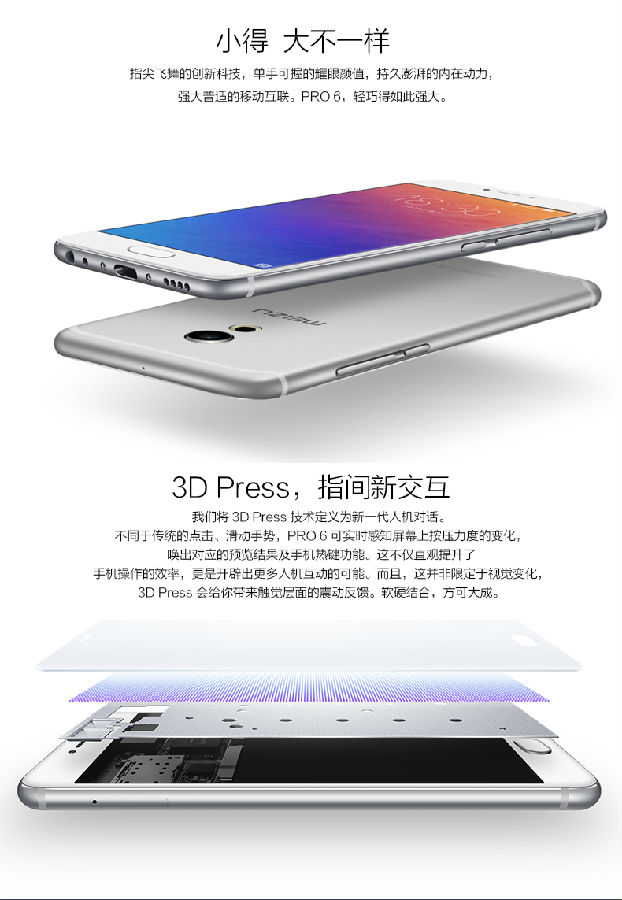 小得 大不一样
指尖飞舞的创新科技，单手可握的耀眼颜值，持久澎湃的内在动力，
强大普适的移动互联。PRO 6，轻巧得如此强大。
MEIZU
3D Press，指间新交互
我们将 3D Press 技术定义为新一代人机对话。
不同于传统的点击、滑动手势，PRO 6 可实时感知屏幕上按压力度的变化，
唤出对应的预览结果及手机热键功能。这不仅直观提升了
手机操作的效率，更是开辟出更多人机互动的可能。而且，这并非限定于视觉变化，
3D Press 会给你带来触觉层面的震动反馈。软硬结合，方可大成。